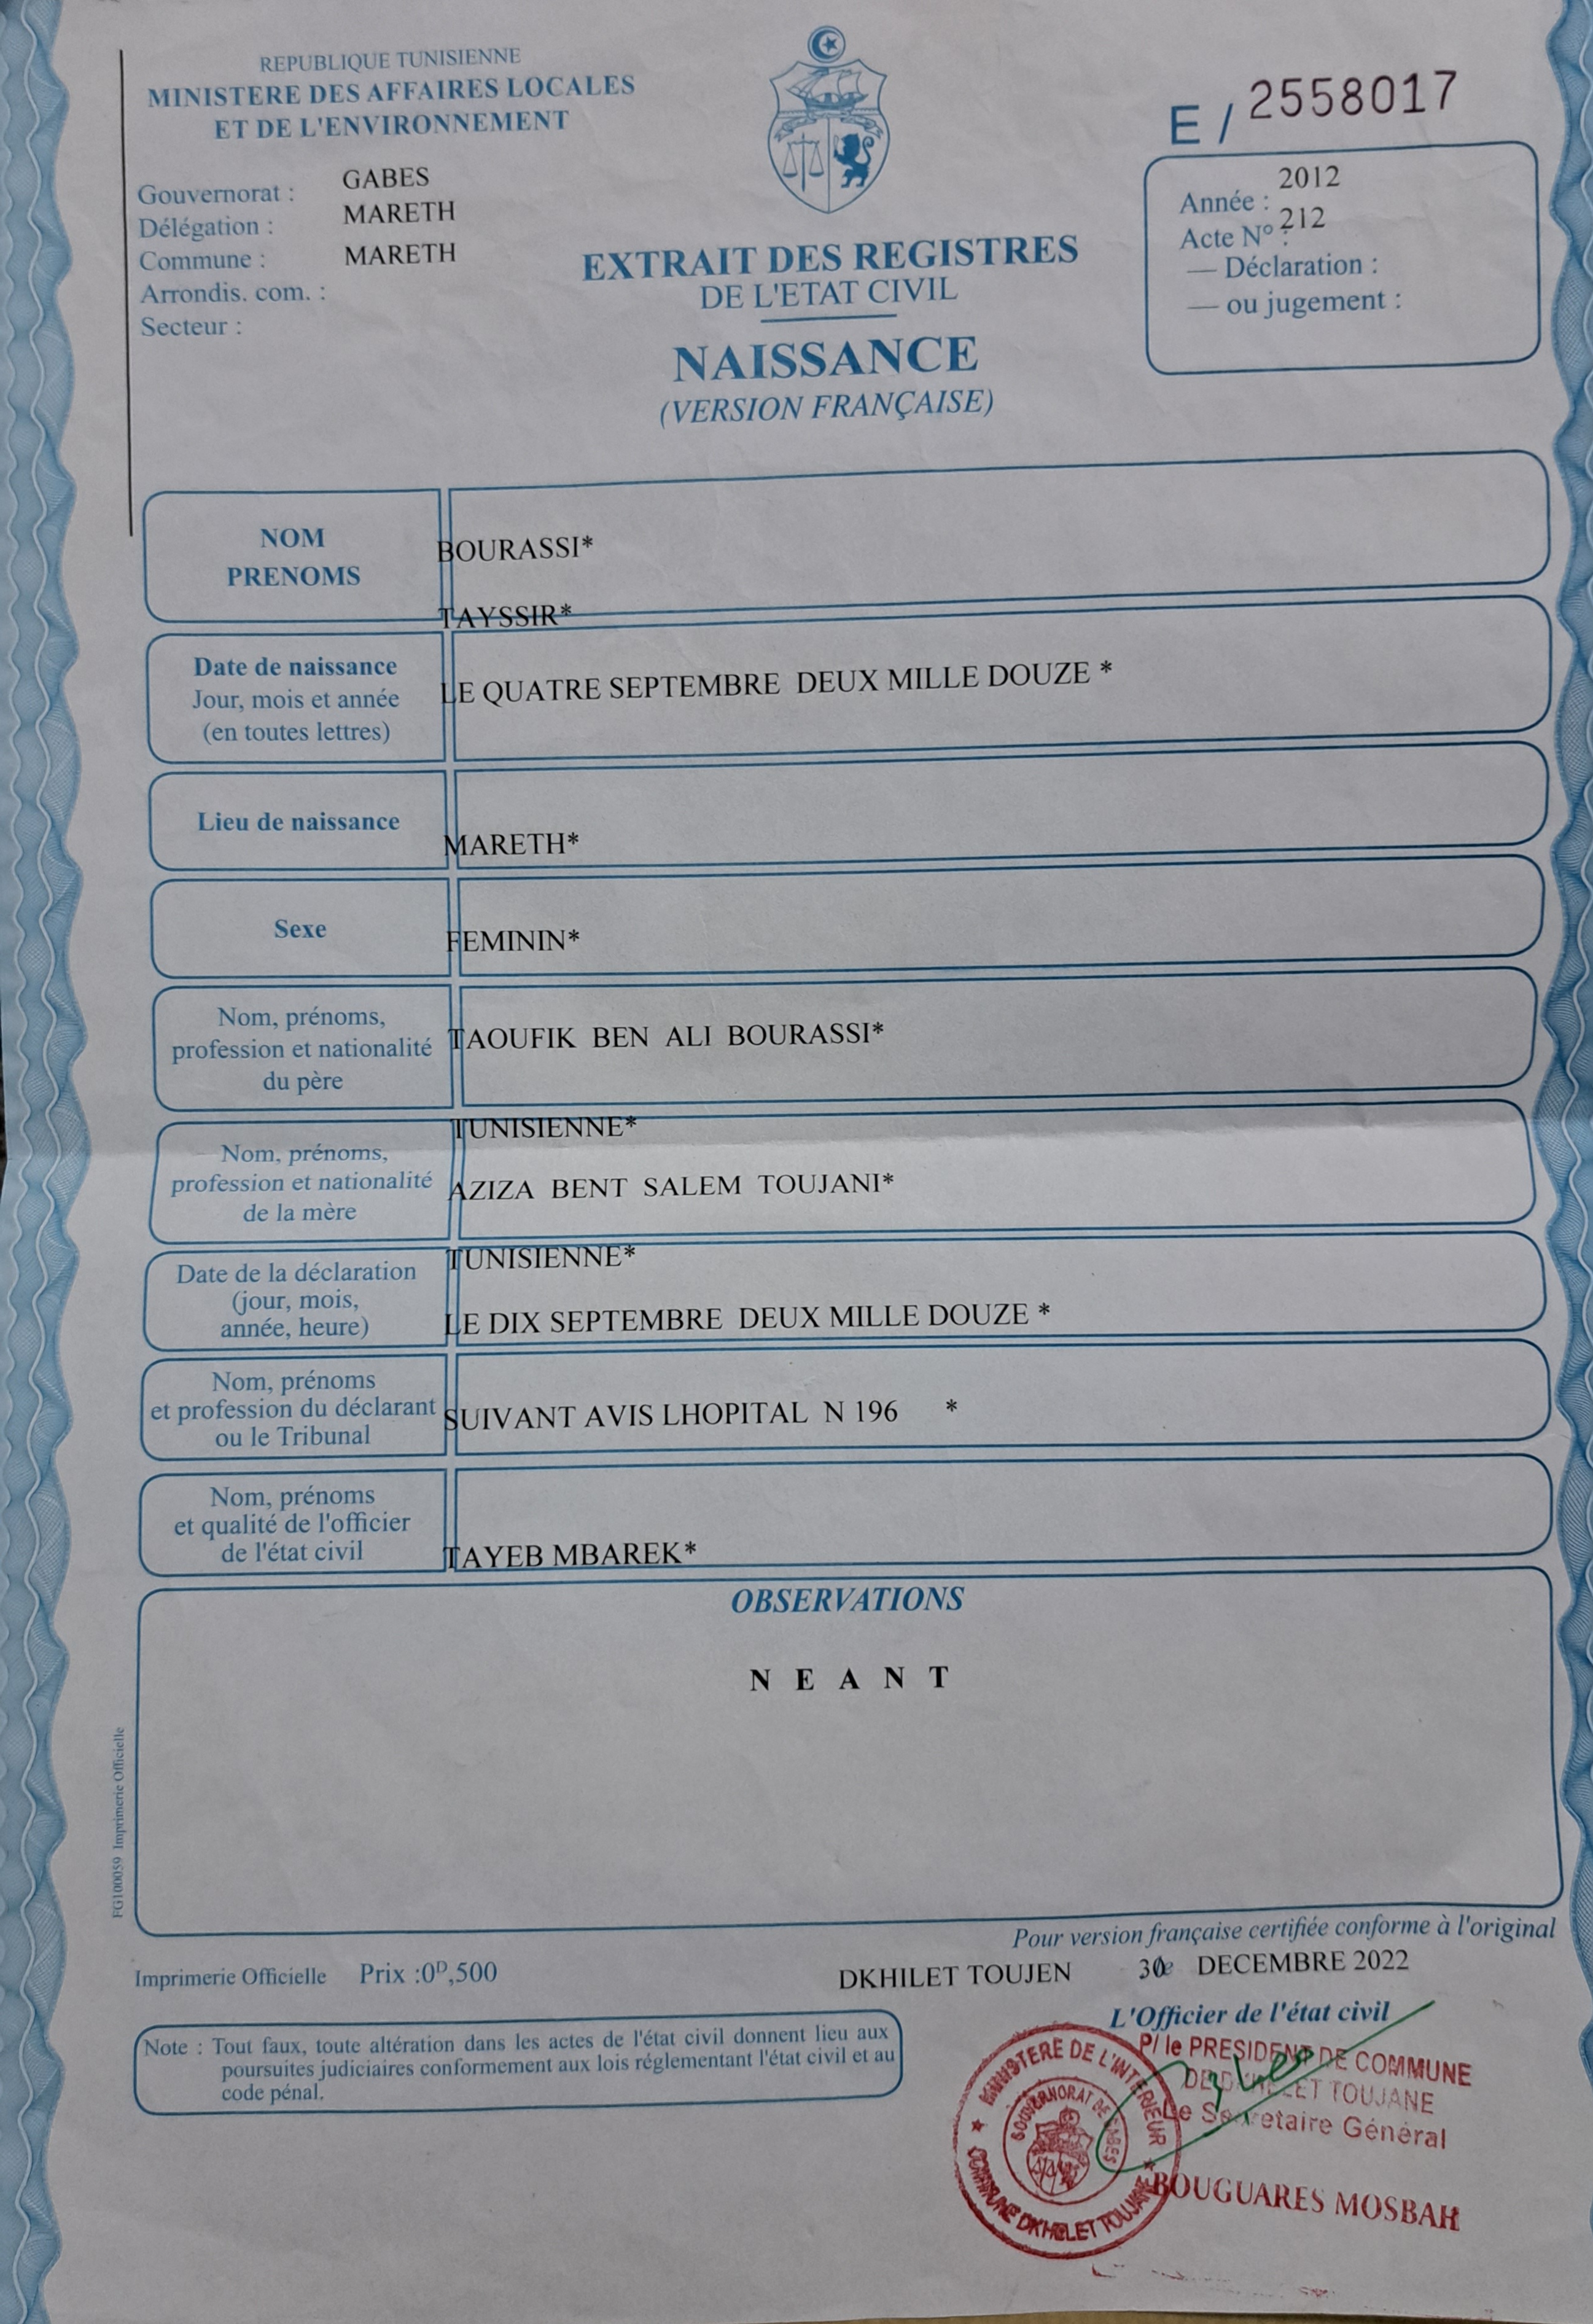 REPUBLIQUE TUNISIENNE
MINISTERE DES AFFAIRES LOCALES
ET DE L'ENVIRONNEMENT
Gouvernorat : GABES
Délégation : MARETH
Commune : MARETH
Arrondis. com. :
Secteur :
EXTRAIT DES REGISTRES
DE L'ETAT CIVIL
NAISSANCE
(VERSION FRANÇAISE)
E / 2558017
Année : 2012
Acte N° : 212
— Déclaration :
— ou jugement :
NOM
PRENOMS
BOURASSI*
TAYSSIR*
Date de naissance
Jour, mois et année
(en toutes lettres)
LE QUATRE SEPTEMBRE DEUX MILLE DOUZE *
Lieu de naissance
MARETH*
Sexe
FEMININ*
Nom, prénoms,
profession et nationalité
du père
TAOUFIK BEN ALI BOURASSI*
TUNISIENNE*
Nom, prénoms,
profession et nationalité
de la mère
AZIZA BENT SALEM TOUJANI*
TUNISIENNE*
Date de la déclaration
(jour, mois,
année, heure)
LE DIX SEPTEMBRE DEUX MILLE DOUZE *
Nom, prénoms
et profession du déclarant
ou le Tribunal
SUIVANT AVIS LHOPITAL N 196 *
Nom, prénoms
et qualité de l'officier
de l'état civil
TAYEB MBAREK*
OBSERVATIONS
N E A N T
FG100059 Imprimerie Officielle
Pour version française certifiée conforme à l'original
Imprimerie Officielle Prix :0ᴰ,500
DKHILET TOUJEN 30 DECEMBRE 2022
L'Officier de l'état civil
Note : Tout faux, toute altération dans les actes de l'état civil donnent lieu aux
poursuites judiciaires conformement aux lois réglementant l'état civil et au
code pénal.
P/ le PRESIDENT DE COMMUNE
DE DKHILET TOUJANE
Le Secretaire Général
BOUGUARES MOSBAH
MINISTERE DE L'INTERIEUR
GOUVERNORAT DE GABES
COMMUNE DKHILET TOUJANE